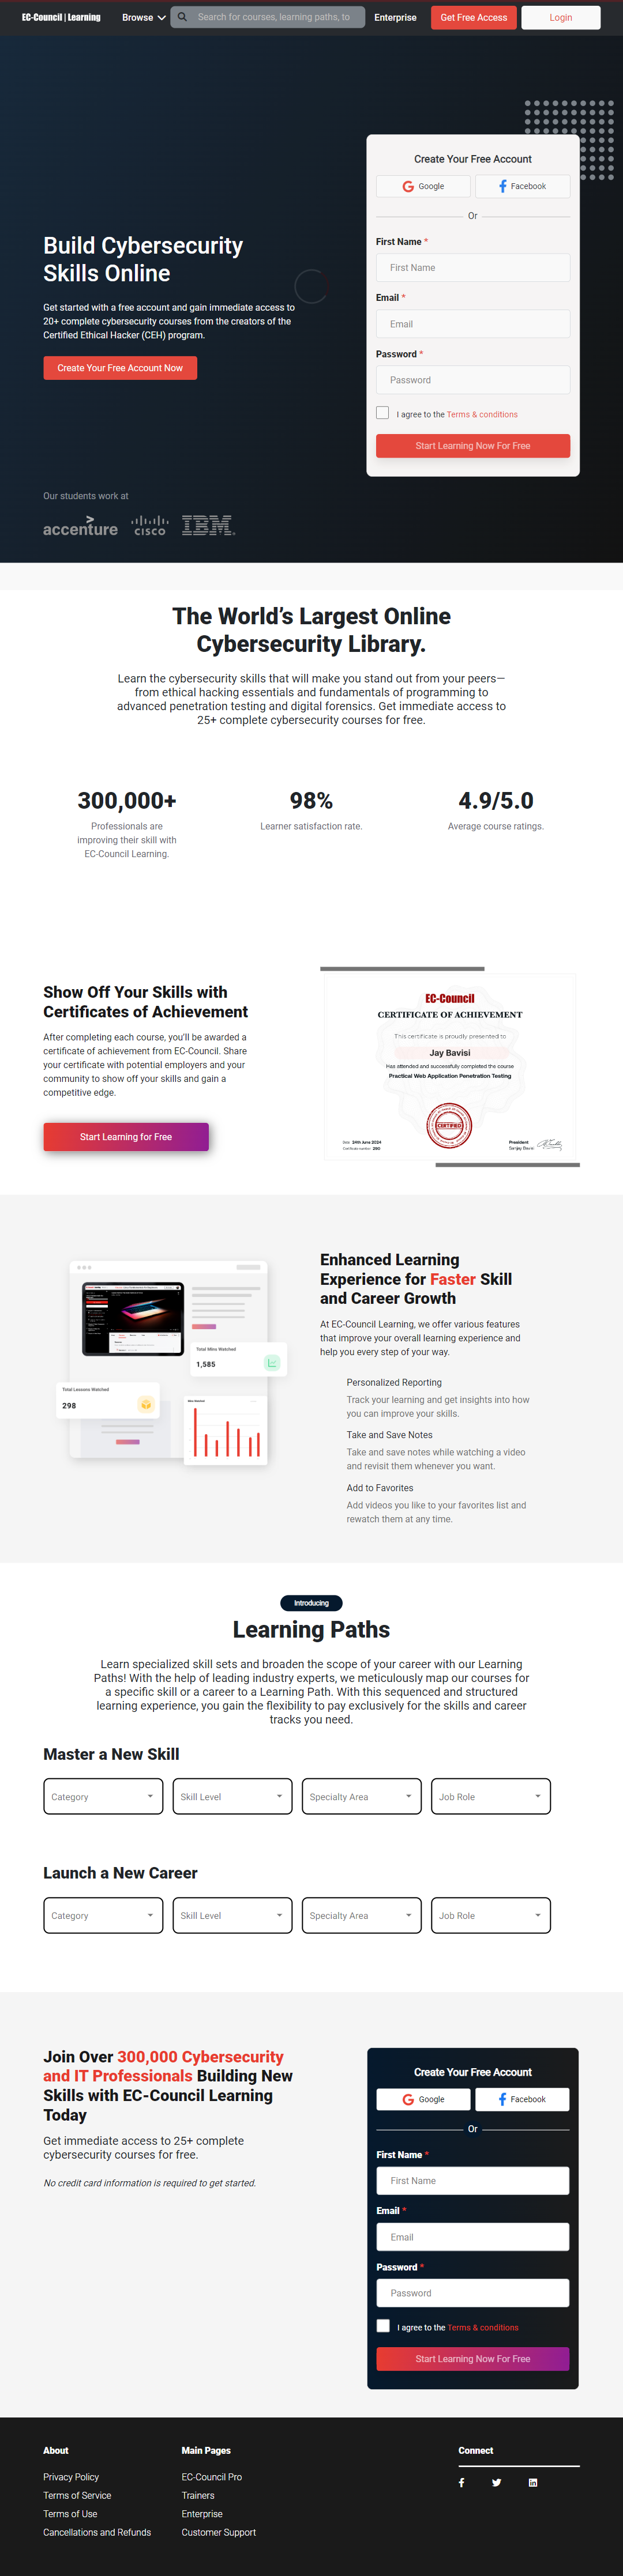 EC-Council | Learning
Browse
Search for courses, learning paths, to
Enterprise
Get Free Access
Login
Build Cybersecurity
Skills Online
Get started with a free account and gain immediate access to
20+ complete cybersecurity courses from the creators of the
Certified Ethical Hacker (CEH) program.
Create Your Free Account Now
Our students work at
accenture
CISCO
IBM
Create Your Free Account
Google
Facebook
Or
First Name *
First Name
Email *
Email
Password *
Password
I agree to the Terms & conditions
Start Learning Now For Free
The World's Largest Online
Cybersecurity Library.
Learn the cybersecurity skills that will make you stand out from your peers—
from ethical hacking essentials and fundamentals of programming to
advanced penetration testing and digital forensics. Get immediate access to
25+ complete cybersecurity courses for free.
300,000+
Professionals are
improving their skill with
EC-Council Learning.
98%
Learner satisfaction rate.
4.9/5.0
Average course ratings.
Show Off Your Skills with
Certificates of Achievement
After completing each course, you'll be awarded a
certificate of achievement from EC-Council. Share
your certificate with potential employers and your
community to show off your skills and gain a
competitive edge.
Start Learning for Free
EC-Council
CERTIFICATE OF ACHIEVEMENT
This certificate is proudly presented to
Jay Bavisi
Has attended and successfully completed the course
Practical Web Application Penetration Testing
CERTIFIED
Date 24th June 2024
Certificate number 260
President
Sanjay Bavisi
Total Mins Watched
1,585
Total Lessons Watched
298
Mins Watched
Enhanced Learning
Experience for Faster Skill
and Career Growth
At EC-Council Learning, we offer various features
that improve your overall learning experience and
help you every step of your way.
Personalized Reporting
Track your learning and get insights into how
you can improve your skills.
Take and Save Notes
Take and save notes while watching a video
and revisit them whenever you want.
Add to Favorites
Add videos you like to your favorites list and
rewatch them at any time.
Introducing
Learning Paths
Learn specialized skill sets and broaden the scope of your career with our Learning
Paths! With the help of leading industry experts, we meticulously map our courses for
a specific skill or a career to a Learning Path. With this sequenced and structured
learning experience, you gain the flexibility to pay exclusively for the skills and career
tracks you need.
Master a New Skill
Category
Skill Level
Specialty Area
Job Role
Launch a New Career
Category
Skill Level
Specialty Area
Job Role
Join Over 300,000 Cybersecurity
and IT Professionals Building New
Skills with EC-Council Learning
Today
Get immediate access to 25+ complete
cybersecurity courses for free.
No credit card information is required to get started.
Create Your Free Account
Google
Facebook
Or
First Name *
First Name
Email *
Email
Password *
Password
I agree to the Terms & conditions
Start Learning Now For Free
About
Privacy Policy
Terms of Service
Terms of Use
Cancellations and Refunds
Main Pages
EC-Council Pro
Trainers
Enterprise
Customer Support
Connect